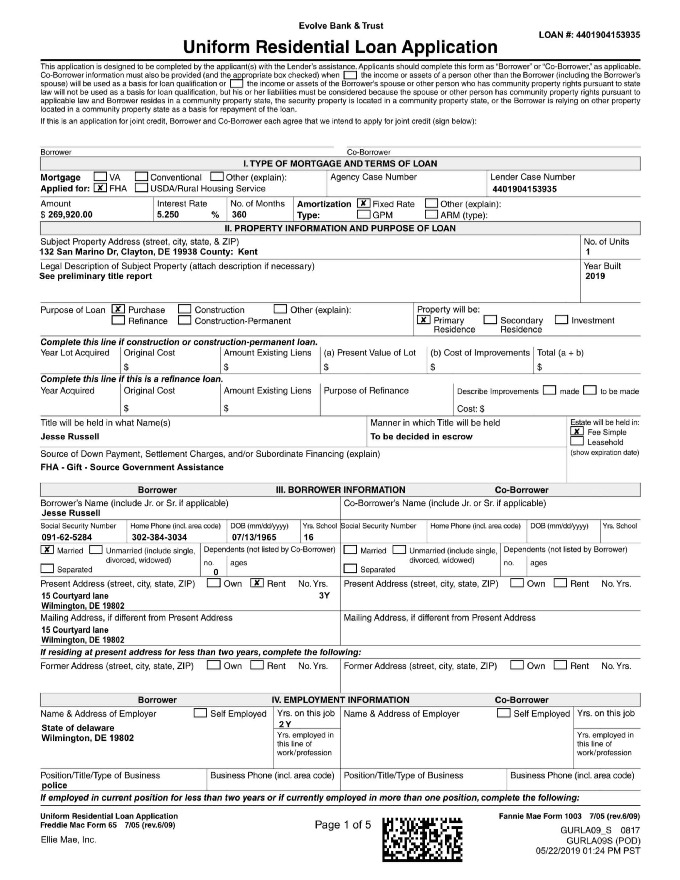 Evolve Bank & Trust
LOAN #: 4401904153935
Uniform Residential Loan Application
This application is designed to be completed by the applicant(s) with the Lender's assistance. Applicants should complete this form as "Borrower" or "Co-Borrower," as applicable.
Co-Borrower information must also be provided (and the appropriate box checked) when the income or assets of a person other than the Borrower (including the Borrower's
spouse) will be used as a basis for loan qualification or the income or assets of the Borrower's spouse or other person who has community property rights pursuant to state
law will not be used as a basis for loan qualification, but his or her liabilities must be considered because the spouse or other person has community property rights pursuant to
applicable law and Borrower resides in a community property state, the security is located in a community property state, or the Borrower is relying on other property
located in a community property state as a basis for repayment of the loan.
If this is an application for joint credit, Borrower and Co-Borrower each agree that we intend to apply for joint credit (sign below):
Borrower Co-Borrower
I. TYPE OF MORTGAGE AND TERMS OF LOAN
Mortgage VA Conventional Other (explain): Agency Case Number Lender Case Number
Applied for: X FHA USDA/Rural Housing Service 4401904153935
Amount Interest Rate No. of Months Amortization X Fixed Rate Other (explain):
$ 269,920.00 5.250 % 360 Type: GPM ARM (type):
II. PROPERTY INFORMATION AND PURPOSE OF LOAN
Subject Property Address (street, city, state, & ZIP) No. of Units
132 San Marino Dr, Clayton, DE 19938 County: Kent 1
Legal Description of Subject Property (attach description if necessary) Year Built
See preliminary title report 2019
Purpose of Loan X Purchase Construction Other (explain): Property will be:
Refinance Construction-Permanent X Primary Residence Secondary Residence Investment
Complete this line if construction or construction-permanent loan.
Year Lot Acquired Original Cost Amount Existing Liens (a) Present Value of Lot (b) Cost of Improvements Total (a + b)
$ $ $ $ $
Complete this line if this is a refinance loan.
Year Acquired Original Cost Amount Existing Liens Purpose of Refinance Describe Improvements made to be made
$ $ Cost: $
Title will be held in what Name(s) Manner in which Title will be held Estate will be held in:
Jesse Russell To be decided in escrow X Fee Simple
Leasehold
Source of Down Payment, Settlement Charges, and/or Subordinate Financing (explain) (show expiration date)
FHA - Gift - Source Government Assistance
Borrower III. BORROWER INFORMATION Co-Borrower
Borrower's Name (include Jr. or Sr. if applicable) Co-Borrower's Name (include Jr. or Sr. if applicable)
Jesse Russell
Social Security Number Home Phone (incl. area code) DOB (mm/dd/yyyy) Yrs. School Social Security Number Home Phone (incl. area code) DOB (mm/dd/yyyy) Yrs. School
091-62-5284 302-384-3034 07/13/1965 16
X Married Unmarried (include single, divorced, widowed) Dependents (not listed by Co-Borrower) Married Unmarried (include single, divorced, widowed) Dependents (not listed by Borrower)
Separated no. 0 ages Separated no. ages
Present Address (street, city, state, ZIP) Own X Rent No. Yrs. Present Address (street, city, state, ZIP) Own Rent No. Yrs.
15 Courtyard lane 3Y
Wilmington, DE 19802
Mailing Address, if different from Present Address Mailing Address, if different from Present Address
15 Courtyard lane
Wilmington, DE 19802
If residing at present address for less than two years, complete the following:
Former Address (street, city, state, ZIP) Own Rent No. Yrs. Former Address (street, city, state, ZIP) Own Rent No. Yrs.
Borrower IV. EMPLOYMENT INFORMATION Co-Borrower
Name & Address of Employer Self Employed Yrs. on this job Name & Address of Employer Self Employed Yrs. on this job
2 Y
State of delaware
Wilmington, DE 19802
Yrs. employed in this line of work/profession Yrs. employed in this line of work/profession
Position/Title/Type of Business Business Phone (incl. area code) Position/Title/Type of Business Business Phone (incl. area code)
police
If employed in current position for less than two years or if currently employed in more than one position, complete the following:
Uniform Residential Loan Application Fannie Mae Form 1003 7/05 (rev.6/09)
Freddie Mac Form 65 7/05 (rev.6/09) Page 1 of 5
Ellie Mae, Inc. GURLA09_S 0817
GURLA09S (POD)
05/22/2019 01:24 PM PST